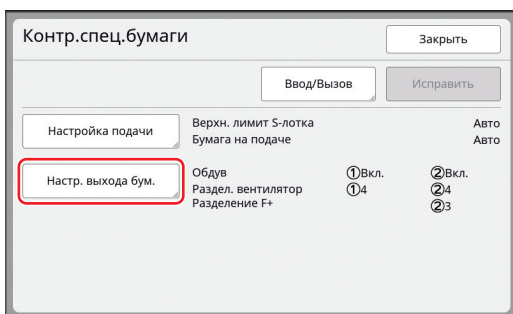 Контр.спец.бумаги Закрыть
Ввод/Вызов Исправить
Настройка подачи Верхн. лимит S-лотка Авто
Бумага на подаче Авто
Настр. выхода бум. Обдув ①Вкл. ②Вкл.
Раздел. вентилятор ①4 ②4
Разделение F+ ②3